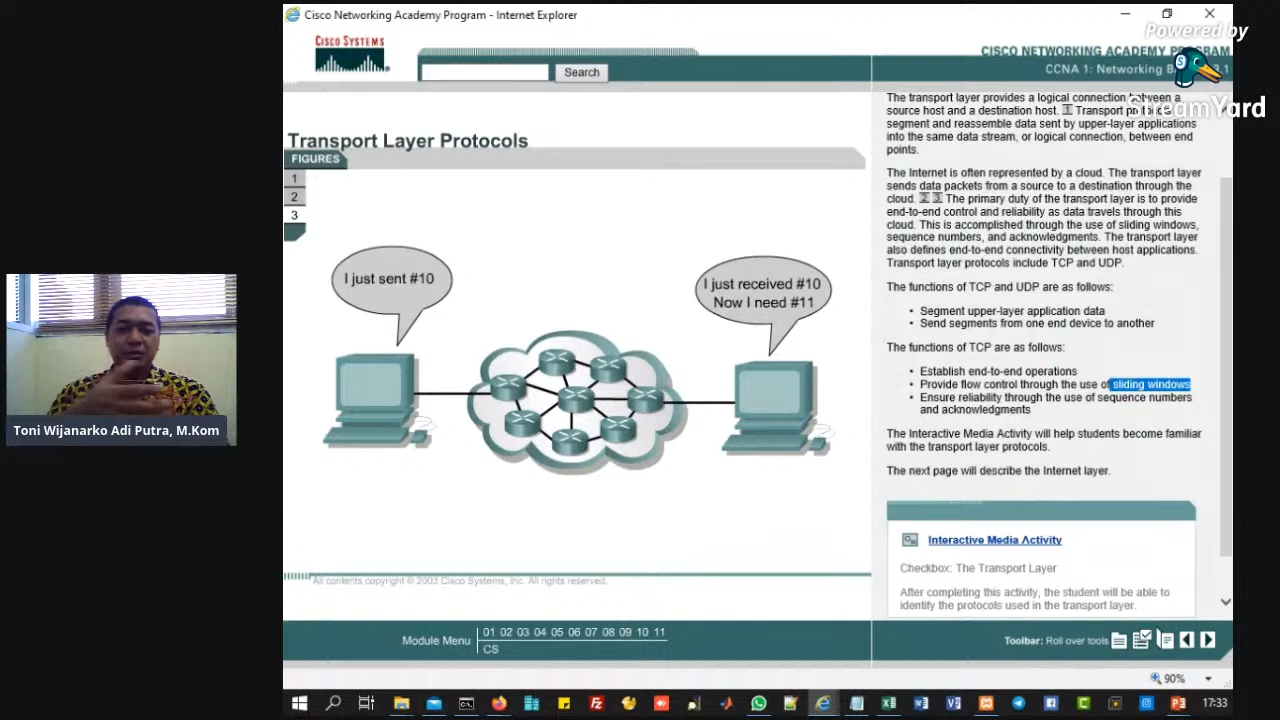 Cisco Networking Academy Program - Internet Explorer
Powered by
StreamYard
CISCO SYSTEMS
Search
CISCO NETWORKING ACADEMY PROGRAM
CCNA 1: Networking
Transport Layer Protocols
FIGURES
1
2
3
I just sent #10
I just received #10
Now I need #11
Toni Wijanarko Adi Putra, M.Kom
The transport layer provides a logical connection between a
source host and a destination host. 1 Transport
segment and reassemble data sent by upper-layer applications
into the same data stream, or logical connection, between end
points.
The Internet is often represented by a cloud. The transport layer
sends data packets from a source to a destination through the
cloud. 2 3 The primary duty of the transport layer is to provide
end-to-end control and reliability as data travels through this
cloud. This is accomplished through the use of sliding windows,
sequence numbers, and acknowledgments. The transport layer
also defines end-to-end connectivity between host applications.
Transport layer protocols include TCP and UDP.
The functions of TCP and UDP are as follows:
• Segment upper-layer application data
• Send segments from one end device to another
The functions of TCP are as follows:
• Establish end-to-end operations
• Provide flow control through the use of sliding windows
• Ensure reliability through the use of sequence numbers
and acknowledgments
The Interactive Media Activity will help students become familiar
with the transport layer protocols.
The next page will describe the Internet layer.
Interactive Media Activity
Checkbox: The Transport Layer
After completing this activity, the student will be able to
identify the protocols used in the transport layer.
All contents copyright © 2003 Cisco Systems, Inc. All rights reserved.
Module Menu
01 02 03 04 05 06 07 08 09 10 11
CS
Toolbar: Roll over tools
90%
17:33